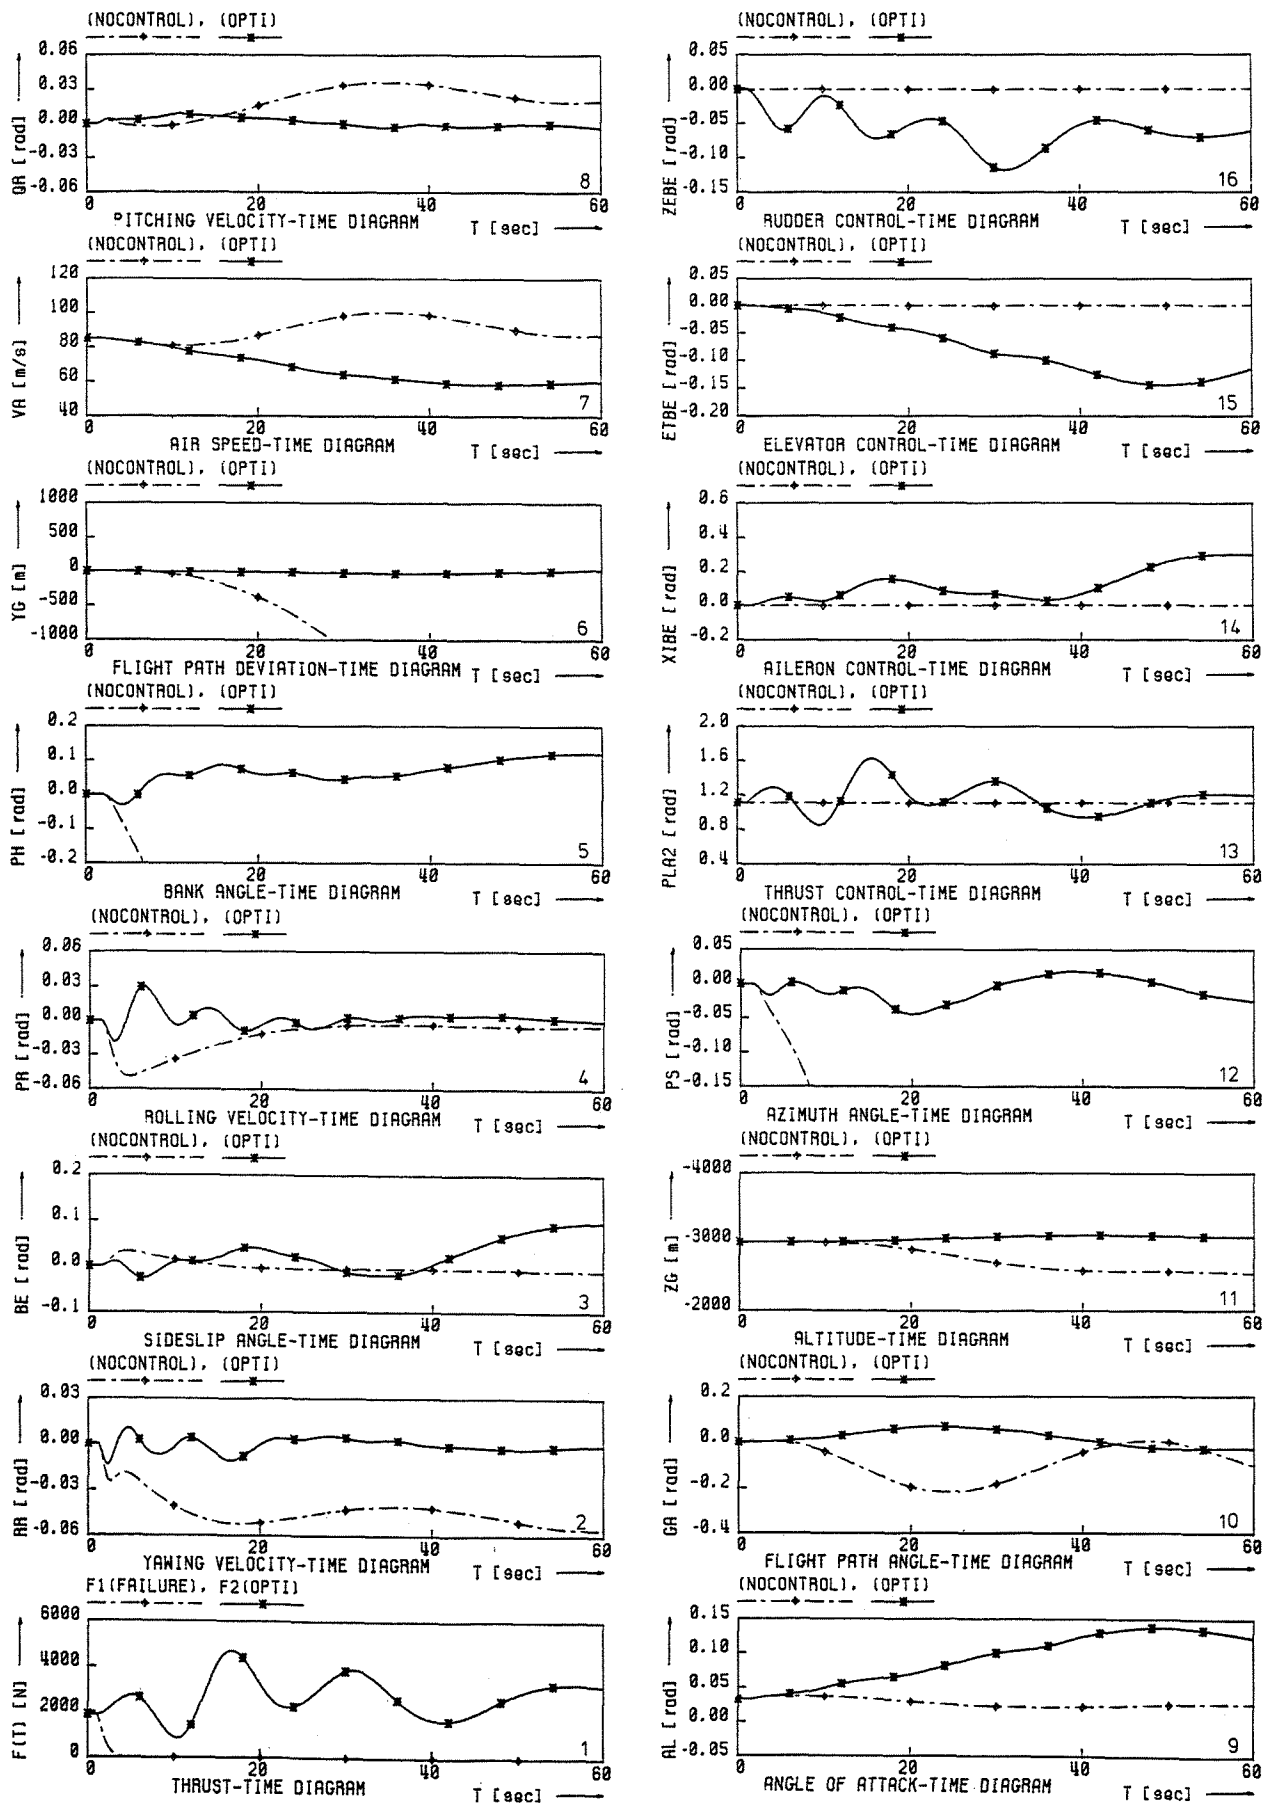 (NOCONTROL), (OPTI)
0.06
0.03
0.00
-0.03
-0.06
QR [rad]
8
0 20 40 60
PITCHING VELOCITY-TIME DIAGRAM T [sec]
(NOCONTROL), (OPTI)
120
100
80
60
40
VA [m/s]
7
0 20 40 60
AIR SPEED-TIME DIAGRAM T [sec]
(NOCONTROL), (OPTI)
1000
500
0
-500
-1000
YG [m]
6
0 20 40 60
FLIGHT PATH DEVIATION-TIME DIAGRAM T [sec]
(NOCONTROL), (OPTI)
0.2
0.1
0.0
-0.1
-0.2
PH [rad]
5
0 20 40 60
BANK ANGLE-TIME DIAGRAM T [sec]
(NOCONTROL), (OPTI)
0.06
0.03
0.00
-0.03
-0.06
PR [rad]
4
0 20 40 60
ROLLING VELOCITY-TIME DIAGRAM T [sec]
(NOCONTROL), (OPTI)
0.2
0.1
0.0
-0.1
BE [rad]
3
0 20 40 60
SIDESLIP ANGLE-TIME DIAGRAM T [sec]
(NOCONTROL), (OPTI)
0.03
0.00
-0.03
-0.06
RR [rad]
2
0 20 40 60
YAWING VELOCITY-TIME DIAGRAM T [sec]
F1(FAILURE), F2(OPTI)
6000
4000
2000
0
F(T) [N]
1
0 20 40 60
THRUST-TIME DIAGRAM T [sec]
(NOCONTROL), (OPTI)
0.05
0.00
-0.05
-0.10
-0.15
ZEBE [rad]
16
0 20 40 60
RUDDER CONTROL-TIME DIAGRAM T [sec]
(NOCONTROL), (OPTI)
0.05
0.00
-0.05
-0.10
-0.15
-0.20
ETBE [rad]
15
0 20 40 60
ELEVATOR CONTROL-TIME DIAGRAM T [sec]
(NOCONTROL), (OPTI)
0.6
0.4
0.2
0.0
-0.2
XIBE [rad]
14
0 20 40 60
AILERON CONTROL-TIME DIAGRAM T [sec]
(NOCONTROL), (OPTI)
2.0
1.6
1.2
0.8
0.4
PLA2 [rad]
13
0 20 40 60
THRUST CONTROL-TIME DIAGRAM T [sec]
(NOCONTROL), (OPTI)
0.05
0.00
-0.05
-0.10
-0.15
PS [rad]
12
0 20 40 60
AZIMUTH ANGLE-TIME DIAGRAM T [sec]
(NOCONTROL), (OPTI)
-4000
-3000
-2000
ZG [m]
11
0 20 40 60
ALTITUDE-TIME DIAGRAM T [sec]
(NOCONTROL), (OPTI)
0.2
0.0
-0.2
-0.4
GA [rad]
10
0 20 40 60
FLIGHT PATH ANGLE-TIME DIAGRAM T [sec]
(NOCONTROL), (OPTI)
0.15
0.10
0.05
0.00
-0.05
AL [rad]
9
0 20 40 60
ANGLE OF ATTACK-TIME DIAGRAM T [sec]